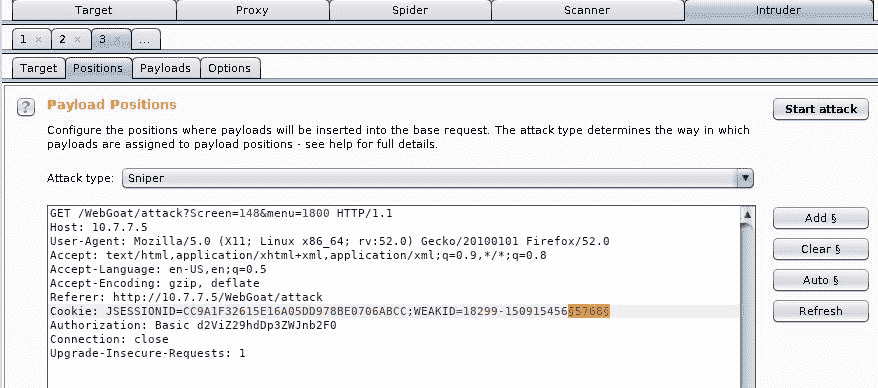 Target Proxy Spider Scanner Intruder
1 × 2 × 3 × ...
Target Positions Payloads Options
? Payload Positions Start attack
Configure the positions where payloads will be inserted into the base request. The attack type determines the way in which
payloads are assigned to payload positions - see help for full details.
Attack type: Sniper
GET /WebGoat/attack?Screen=148&menu=1800 HTTP/1.1
Host: 10.7.7.5
User-Agent: Mozilla/5.0 (X11; Linux x86_64; rv:52.0) Gecko/20100101 Firefox/52.0
Accept: text/html,application/xhtml+xml,application/xml;q=0.9,*/*;q=0.8
Accept-Language: en-US,en;q=0.5
Accept-Encoding: gzip, deflate
Referer: http://10.7.7.5/WebGoat/attack
Cookie: JSESSIONID=CC9A1F32615E16A05DD978BE0706ABCC;WEAKID=18299-150915456§5768§
Authorization: Basic d2ViZ29hdDp3ZWJnb2F0
Connection: close
Upgrade-Insecure-Requests: 1
Add §
Clear §
Auto §
Refresh